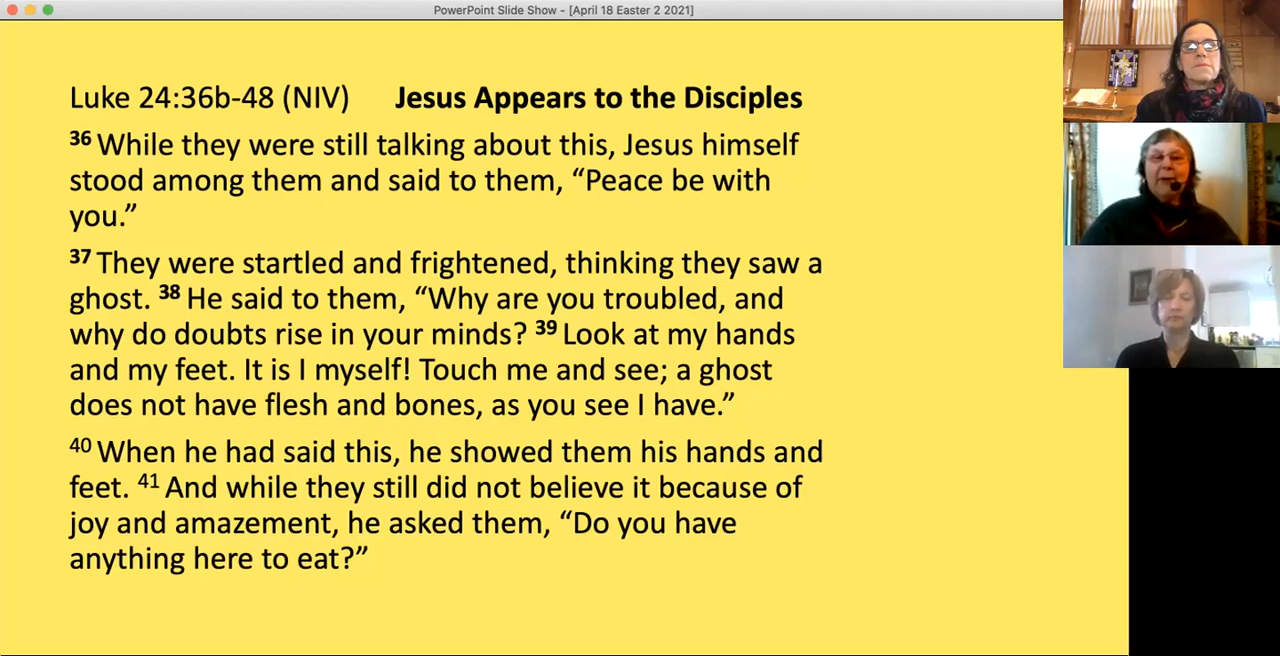 PowerPoint Slide Show - [April 18 Easter 2 2021]
Luke 24:36b-48 (NIV) Jesus Appears to the Disciples
36 While they were still talking about this, Jesus himself
stood among them and said to them, “Peace be with
you.”
37 They were startled and frightened, thinking they saw a
ghost. 38 He said to them, “Why are you troubled, and
why do doubts rise in your minds? 39 Look at my hands
and my feet. It is I myself! Touch me and see; a ghost
does not have flesh and bones, as you see I have.”
40 When he had said this, he showed them his hands and
feet. 41 And while they still did not believe it because of
joy and amazement, he asked them, “Do you have
anything here to eat?”